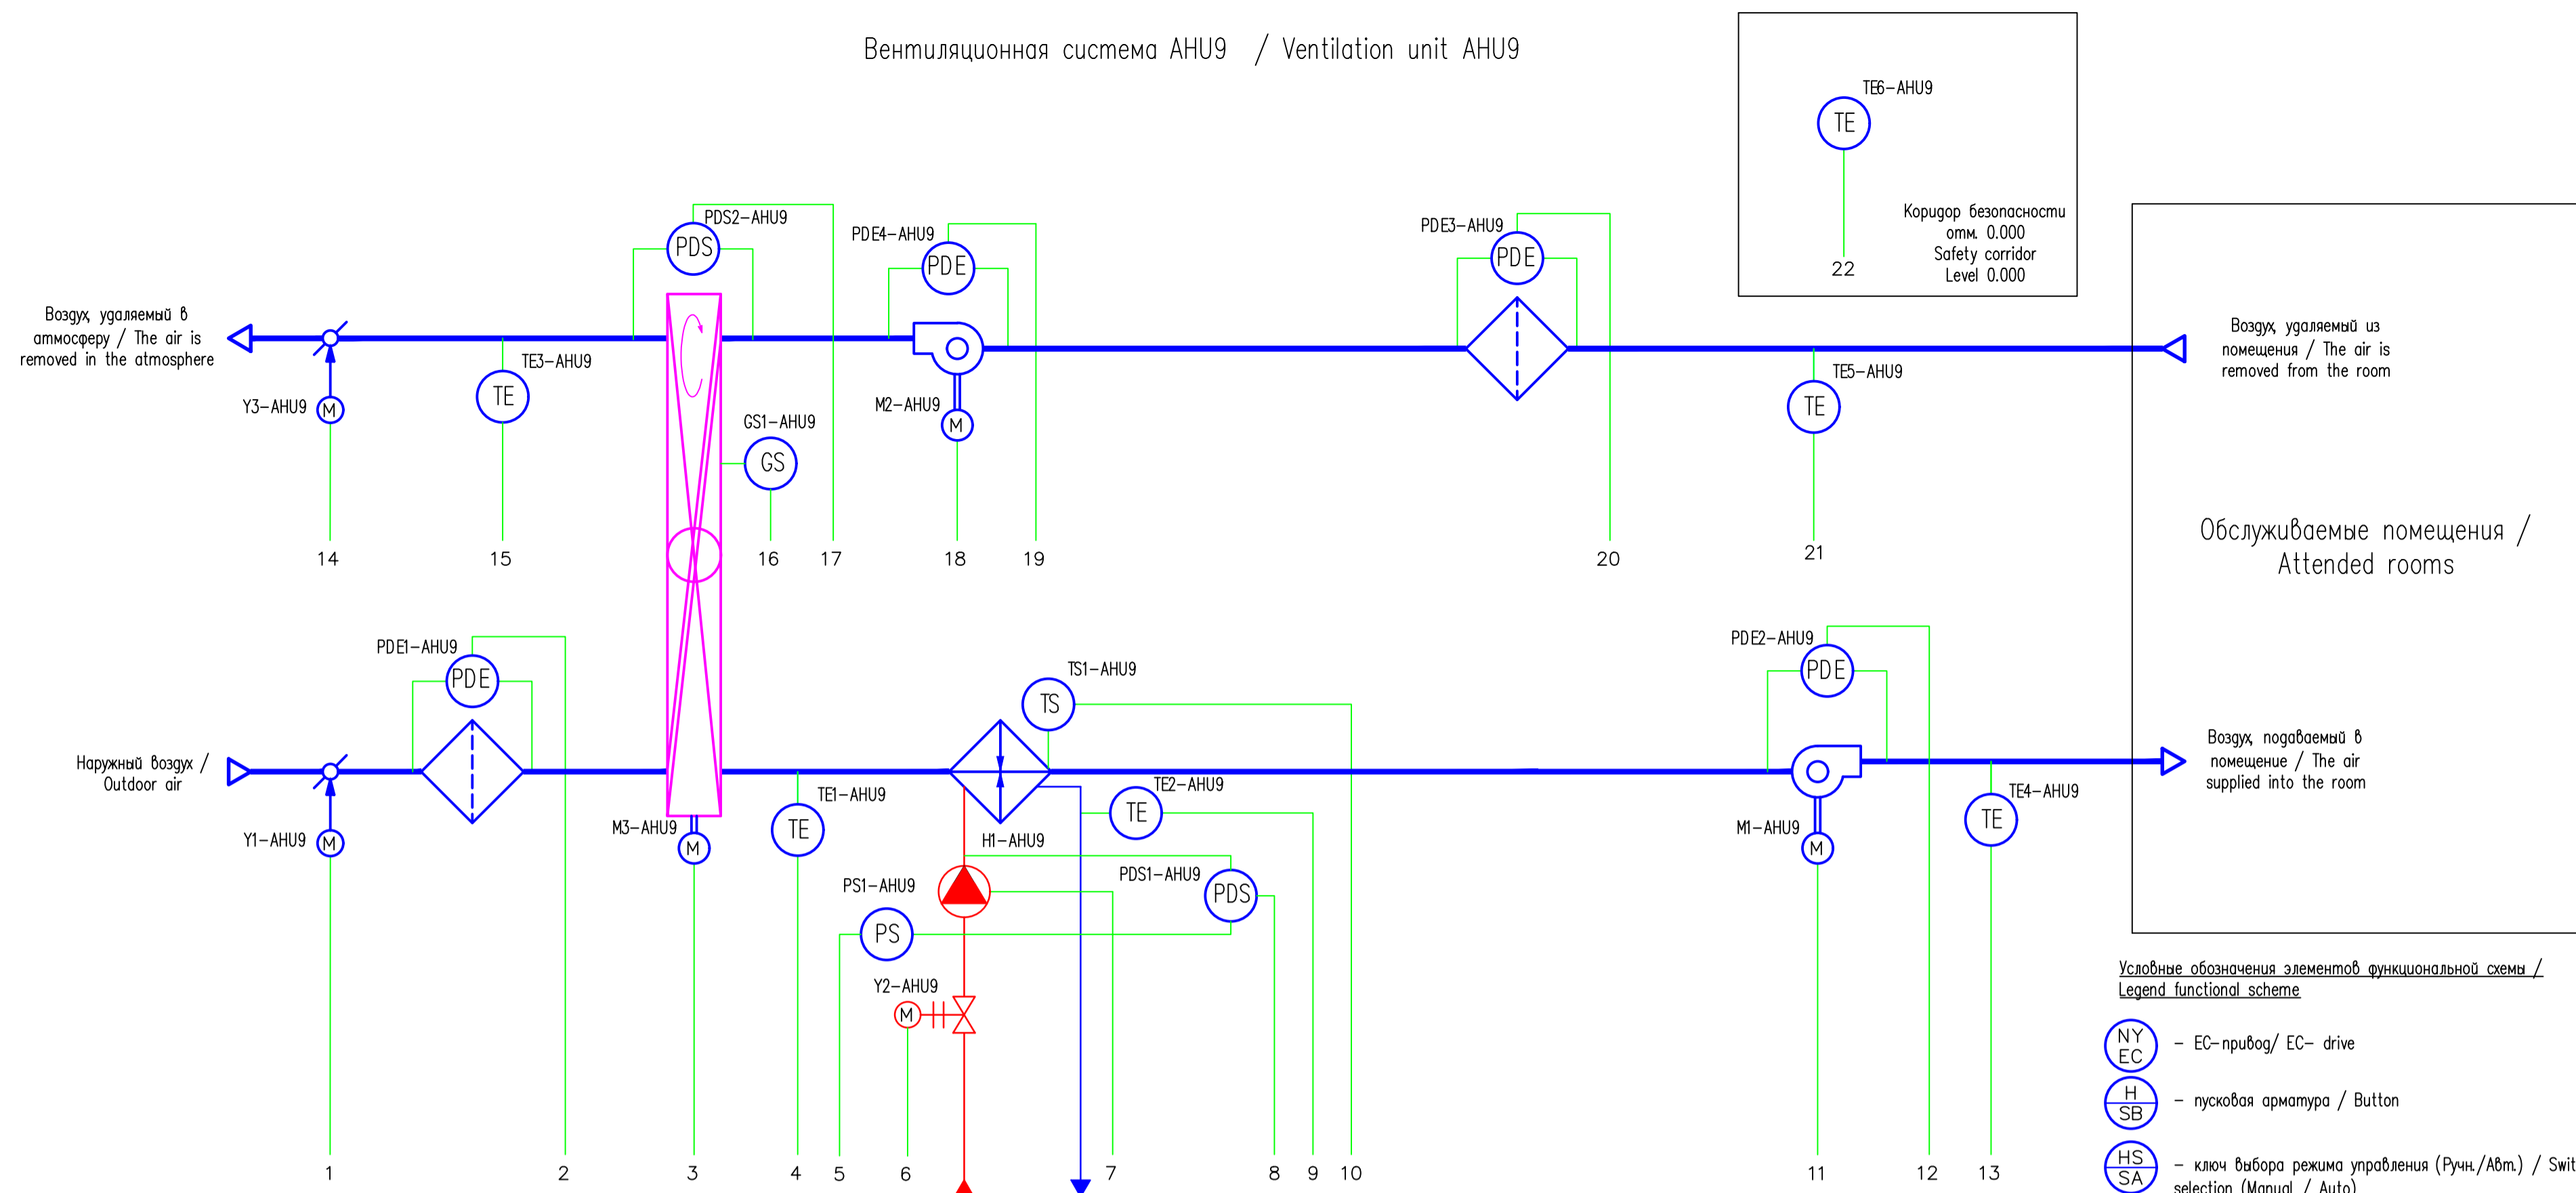 Вентиляционная система AHU9 / Ventilation unit AHU9
TE6-AHU9
TE
22
Коридор безопасности
отм. 0.000
Safety corridor
Level 0.000
PDS2-AHU9
PDS
PDE4-AHU9
PDE
PDE3-AHU9
PDE
Воздух, удаляемый в
атмосферу / The air is
removed in the atmosphere
TE3-AHU9
TE
Y3-AHU9
M
GS1-AHU9
GS
M2-AHU9
M
TE5-AHU9
TE
Воздух, удаляемый из
помещения / The air is
removed from the room
14
15
16
17
18
19
20
21
Обслуживаемые помещения /
Attended rooms
PDE1-AHU9
PDE
TS1-AHU9
TS
PDE2-AHU9
PDE
Наружный воздух /
Outdoor air
Y1-AHU9
M
M3-AHU9
M
TE1-AHU9
TE
H1-AHU9
TE2-AHU9
TE
M1-AHU9
M
TE4-AHU9
TE
Воздух, подаваемый в
помещение / The air
supplied into the room
PS1-AHU9
PS
PDS1-AHU9
PDS
Y2-AHU9
M
1
2
3
4
5
6
7
8
9
10
11
12
13
Условные обозначения элементов функциональной схемы /
Legend functional scheme
NY
EC
- EC-привод/ EC- drive
H
SB
- пусковая арматура / Button
HS
SA
- ключ выбора режима управления (Ручн./Авт.) / Swit
selection (Manual / Auto)